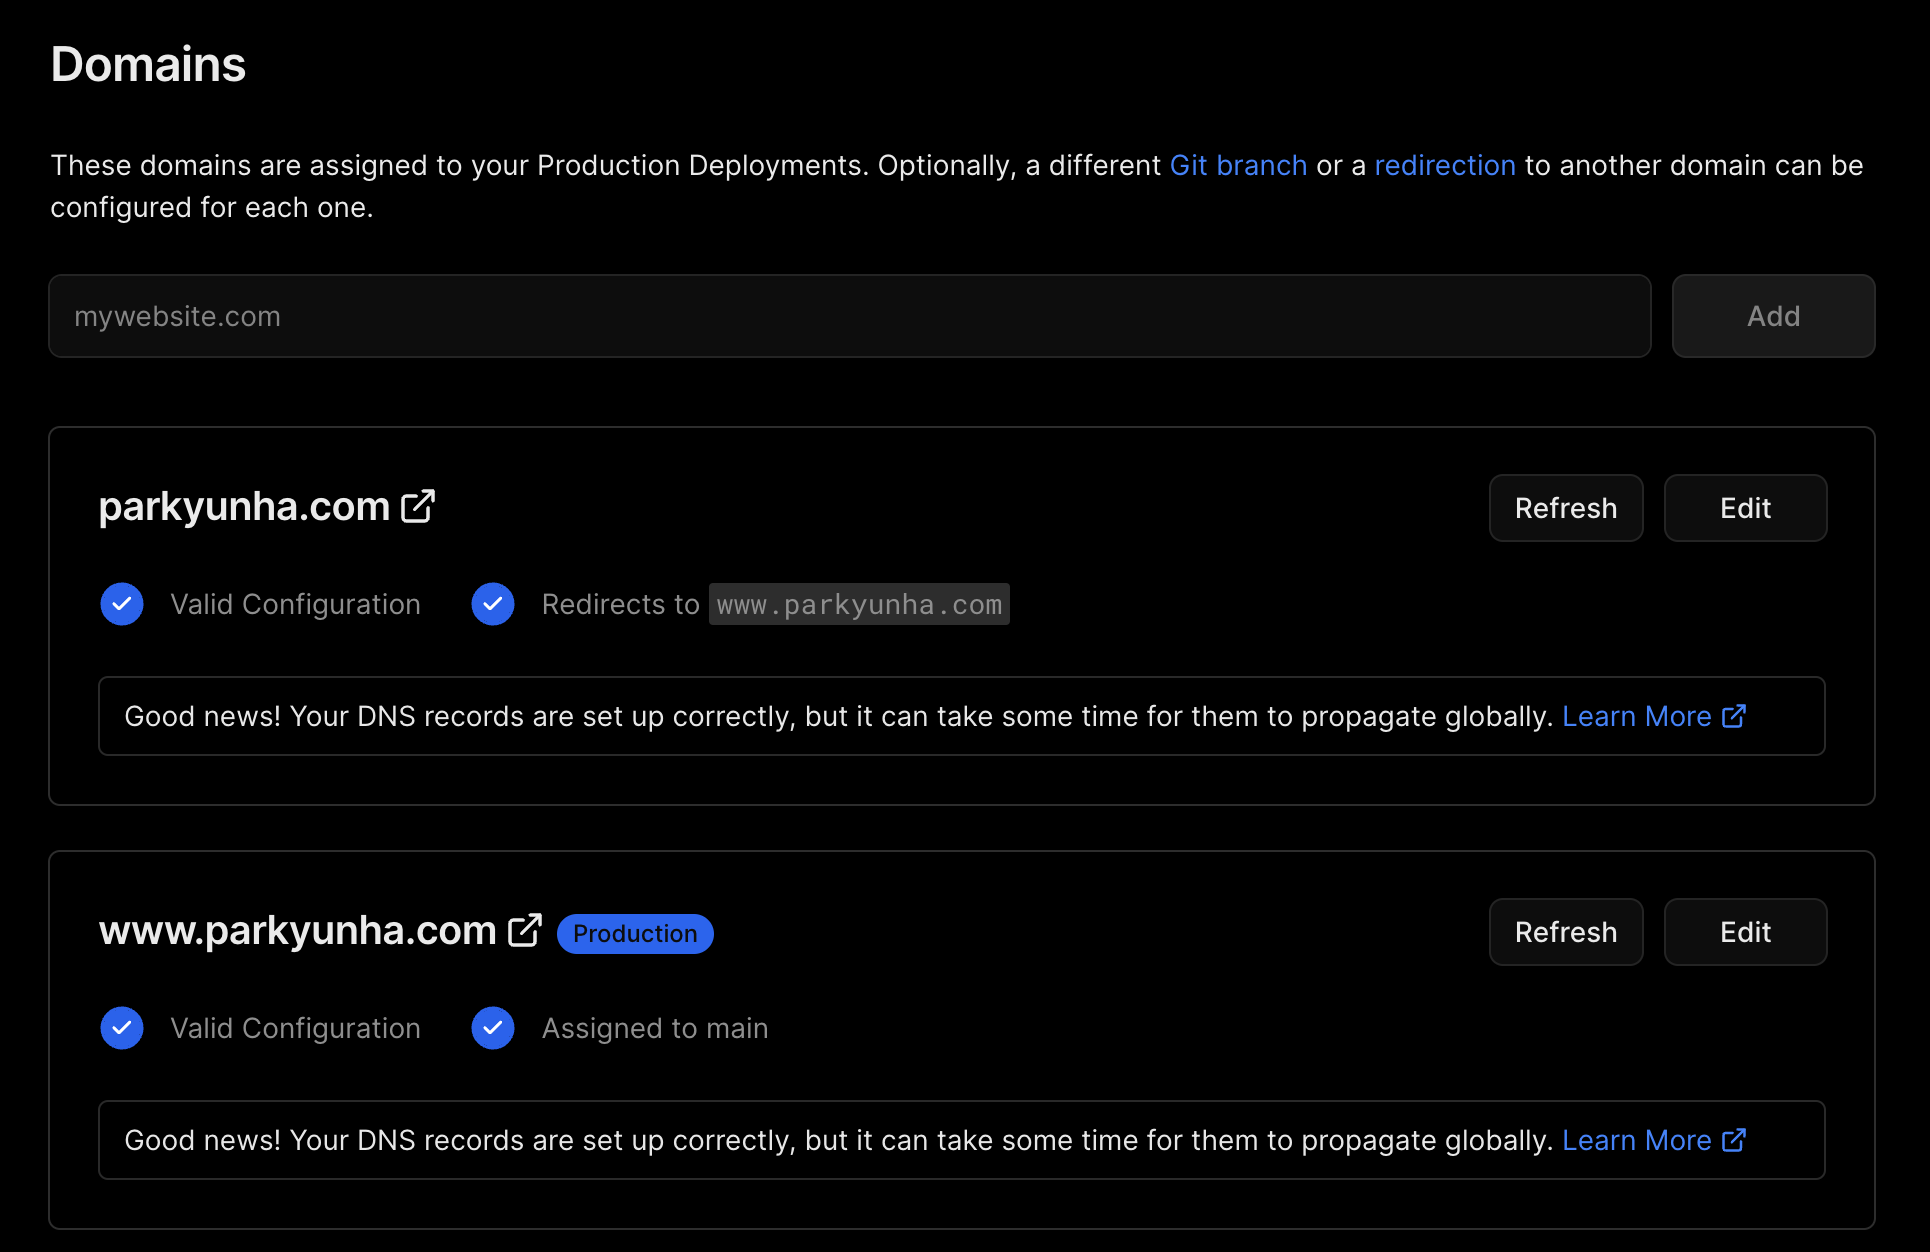 Domains
These domains are assigned to your Production Deployments. Optionally, a different Git branch or a redirection to another domain can be
configured for each one.
mywebsite.com
Add
parkyunha.com
Refresh
Edit
Valid Configuration
Redirects to www.parkyunha.com
Good news! Your DNS records are set up correctly, but it can take some time for them to propagate globally. Learn More
www.parkyunha.com
Production
Refresh
Edit
Valid Configuration
Assigned to main
Good news! Your DNS records are set up correctly, but it can take some time for them to propagate globally. Learn More